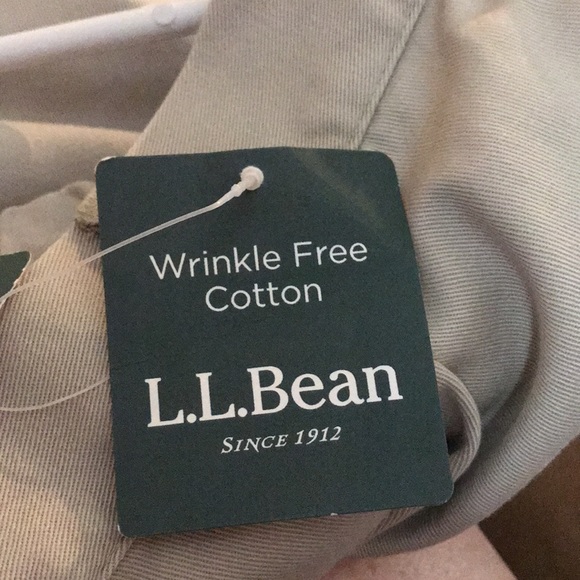 Wrinkle Free
Cotton
L.L.Bean
SINCE 1912